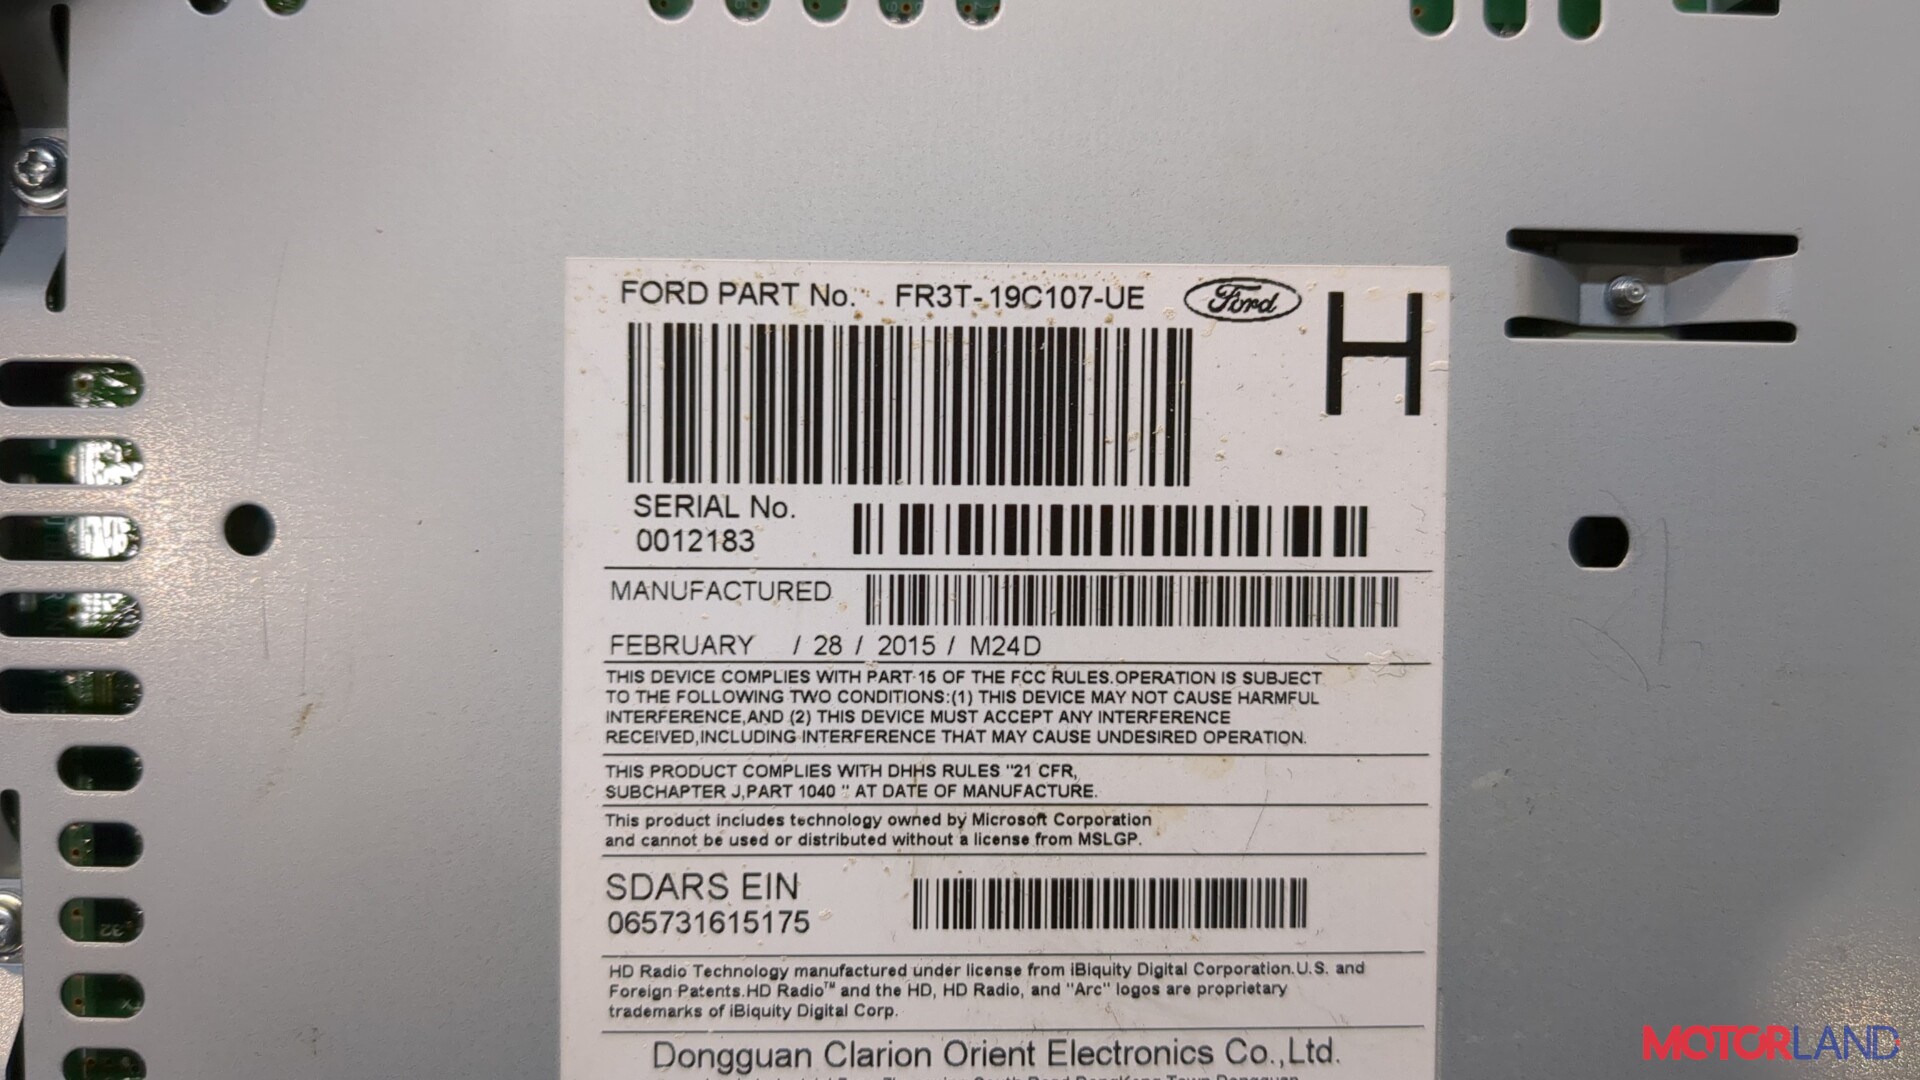 FORD PART No. FR3T-19C107-UE Ford H
SERIAL No.
0012183
MANUFACTURED
FEBRUARY / 28 / 2015 / M24D
THIS DEVICE COMPLIES WITH PART 15 OF THE FCC RULES.OPERATION IS SUBJECT
TO THE FOLLOWING TWO CONDITIONS:(1) THIS DEVICE MAY NOT CAUSE HARMFUL
INTERFERENCE,AND (2) THIS DEVICE MUST ACCEPT ANY INTERFERENCE
RECEIVED,INCLUDING INTERFERENCE THAT MAY CAUSE UNDESIRED OPERATION.
THIS PRODUCT COMPLIES WITH DHHS RULES "21 CFR,
SUBCHAPTER J,PART 1040 " AT DATE OF MANUFACTURE.
This product includes technology owned by Microsoft Corporation
and cannot be used or distributed without a license from MSLGP.
SDARS EIN
065731615175
HD Radio Technology manufactured under license from iBiquity Digital Corporation.U.S. and
Foreign Patents.HD Radio™ and the HD, HD Radio, and "Arc" logos are proprietary
trademarks of iBiquity Digital Corp.
Dongguan Clarion Orient Electronics Co.,Ltd.
MOTORLAND